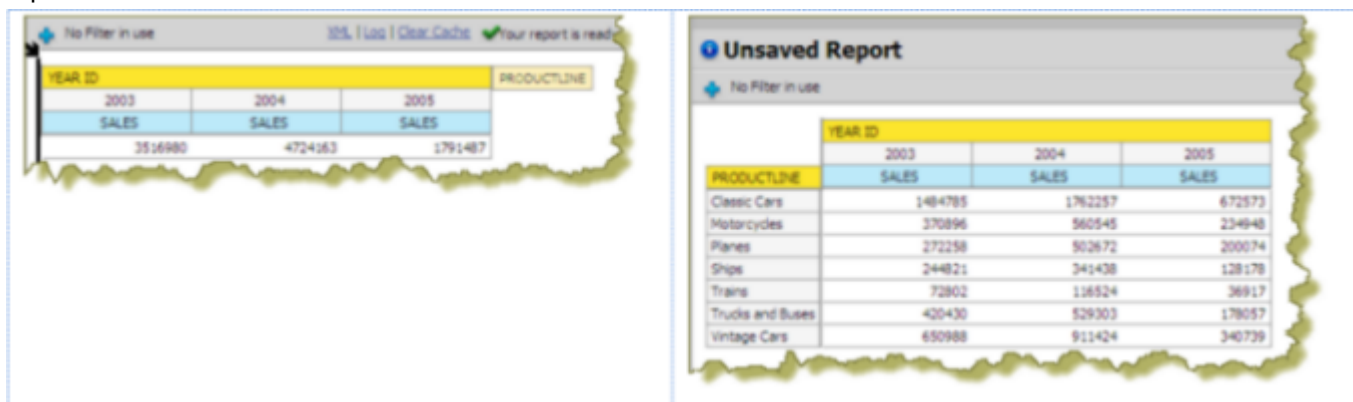 No Filter in use XML | Log | Clear Cache Your report is read
YEAR ID PRODUCTLINE
2003 2004 2005
SALES SALES SALES
3516980 4724163 1791487
Unsaved Report
No Filter in use
YEAR ID
2003 2004 2005
PRODUCTLINE SALES SALES SALES
Classic Cars 1484785 1762257 672573
Motorcycles 370896 560545 234948
Planes 272258 502672 200074
Ships 244821 341438 128178
Trains 72802 116524 36917
Trucks and Buses 420430 529303 178057
Vintage Cars 650988 911424 340739